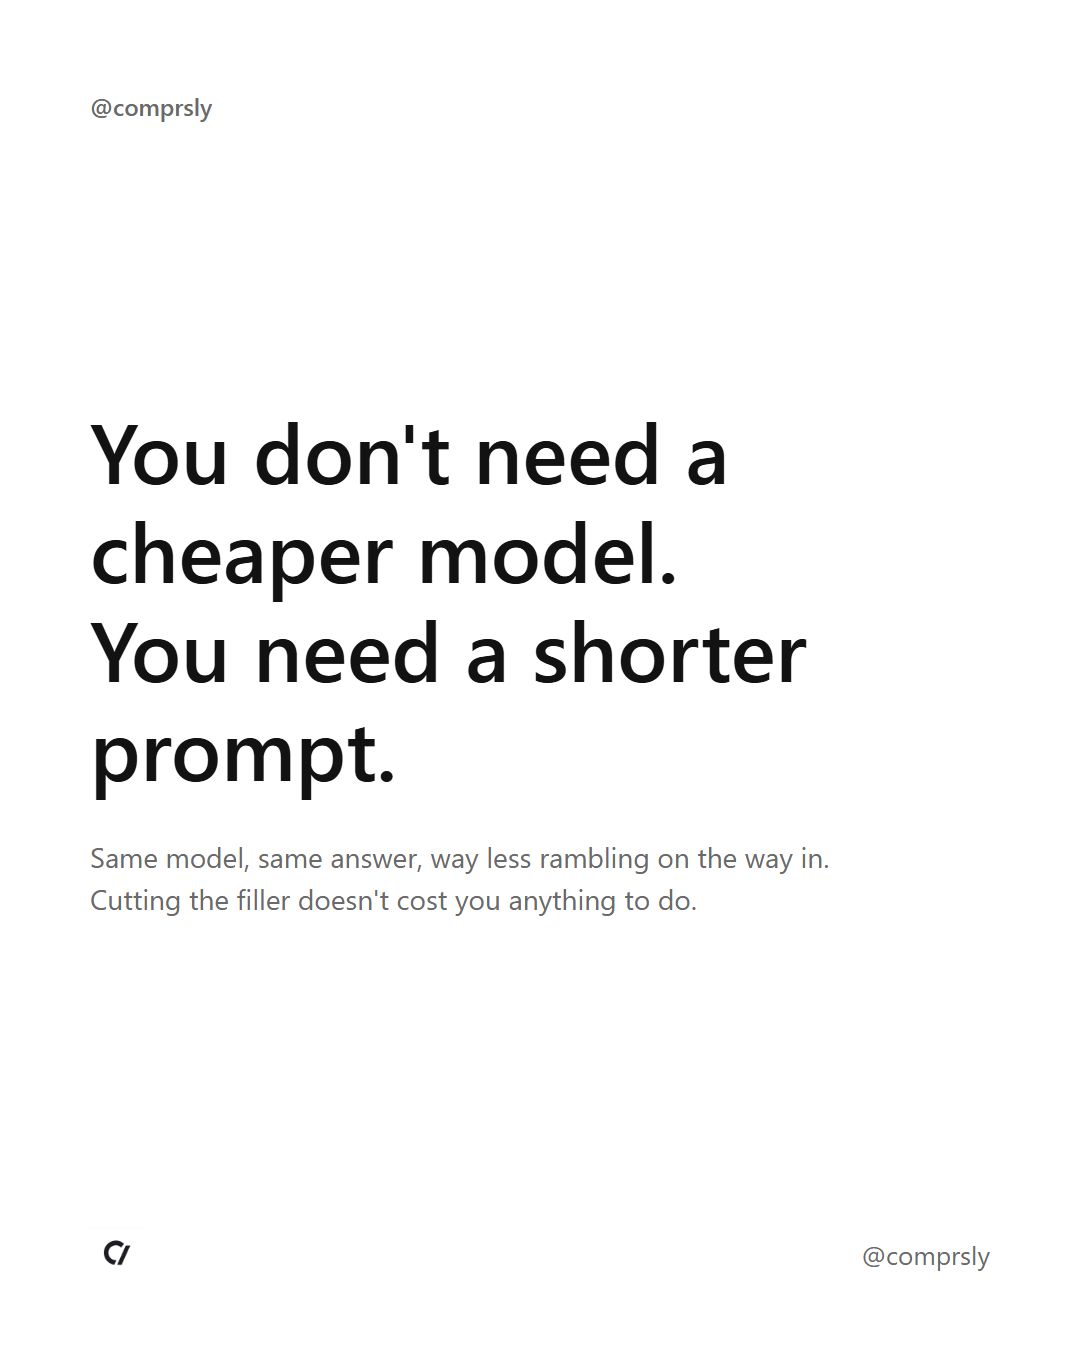 @comprsly
You don't need a
cheaper model.
You need a shorter
prompt.
Same model, same answer, way less rambling on the way in.
Cutting the filler doesn't cost you anything to do.
@comprsly